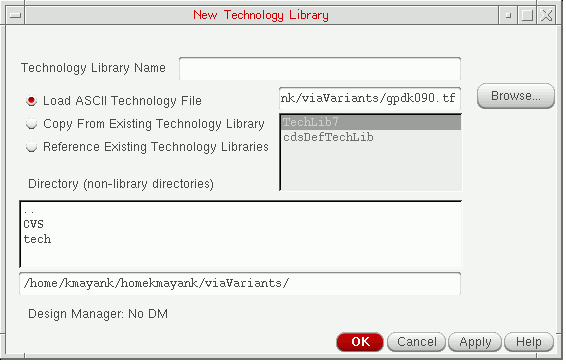 New Technology Library
Technology Library Name
Load ASCII Technology File
nk/viaVariants/gpdk090.tf
Browse...
Copy From Existing Technology Library
TechLib7
Reference Existing Technology Libraries
cdsDefTechLib
Directory (non-library directories)
..
CVS
tech
/home/kmayank/homekmayank/viaVariants/
Design Manager: No DM
OK
Cancel
Apply
Help